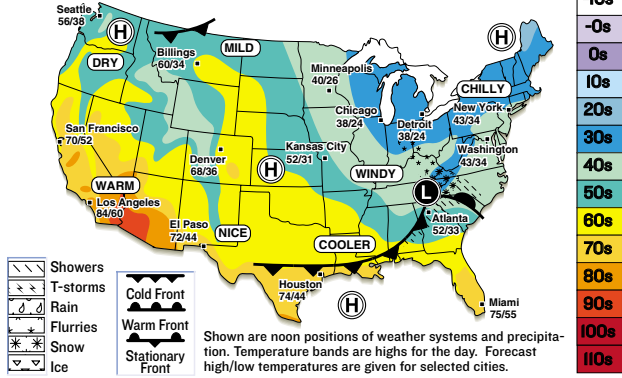 Seattle
56/38
H
DRY
Billings
60/34
MILD
H
Minneapolis
40/26
CHILLY
Chicago
38/24
Detroit
38/24
New York
43/34
San Francisco
70/52
Denver
68/36
Kansas City
52/31
Washington
43/34
H
WINDY
L
WARM
Los Angeles
84/60
El Paso
72/44
NICE
COOLER
Atlanta
52/33
Houston
74/44
H
Miami
75/55
Showers
T-storms
Rain
Flurries
Snow
Ice
Cold Front
Warm Front
Stationary
Front
Shown are noon positions of weather systems and precipita-
tion. Temperature bands are highs for the day. Forecast
high/low temperatures are given for selected cities.
-0s
0s
10s
20s
30s
40s
50s
60s
70s
80s
90s
100s
110s